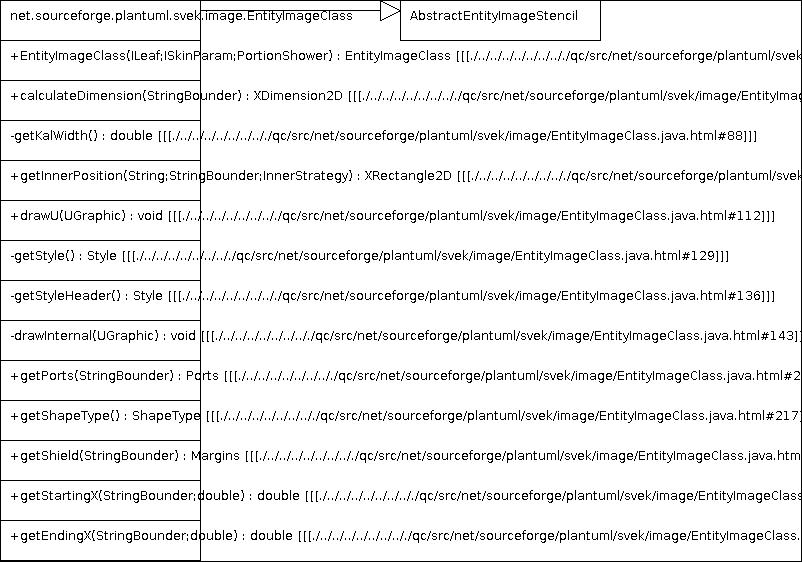 net.sourceforge.plantuml.svek.image.EntityImageClass
AbstractEntityImageStencil
+EntityImageClass(ILeaf;ISkinParam;PortionShower) : EntityImageClass [[[./../../../../../../././qc/src/net/sourceforge/plantuml/svek
+calculateDimension(StringBounder) : XDimension2D [[[./../../../../../../././qc/src/net/sourceforge/plantuml/svek/image/EntityImag
-getKalWidth() : double [[[./../../../../../../././qc/src/net/sourceforge/plantuml/svek/image/EntityImageClass.java.html#88]]]
+getInnerPosition(String;StringBounder;InnerStrategy) : XRectangle2D [[[./../../../../../../././qc/src/net/sourceforge/plantuml/svek
+drawU(UGraphic) : void [[[./../../../../../../././qc/src/net/sourceforge/plantuml/svek/image/EntityImageClass.java.html#112]]]
-getStyle() : Style [[[./../../../../../../././qc/src/net/sourceforge/plantuml/svek/image/EntityImageClass.java.html#129]]]
-getStyleHeader() : Style [[[./../../../../../../././qc/src/net/sourceforge/plantuml/svek/image/EntityImageClass.java.html#136]]]
-drawInternal(UGraphic) : void [[[./../../../../../../././qc/src/net/sourceforge/plantuml/svek/image/EntityImageClass.java.html#143]]
+getPorts(StringBounder) : Ports [[[./../../../../../../././qc/src/net/sourceforge/plantuml/svek/image/EntityImageClass.java.html#2
+getShapeType() : ShapeType [[[./../../../../../../././qc/src/net/sourceforge/plantuml/svek/image/EntityImageClass.java.html#217]
+getShield(StringBounder) : Margins [[[./../../../../../../././qc/src/net/sourceforge/plantuml/svek/image/EntityImageClass.java.htm
+getStartingX(StringBounder;double) : double [[[./../../../../../../././qc/src/net/sourceforge/plantuml/svek/image/EntityImageClass
+getEndingX(StringBounder;double) : double [[[./../../../../../../././qc/src/net/sourceforge/plantuml/svek/image/EntityImageClass.